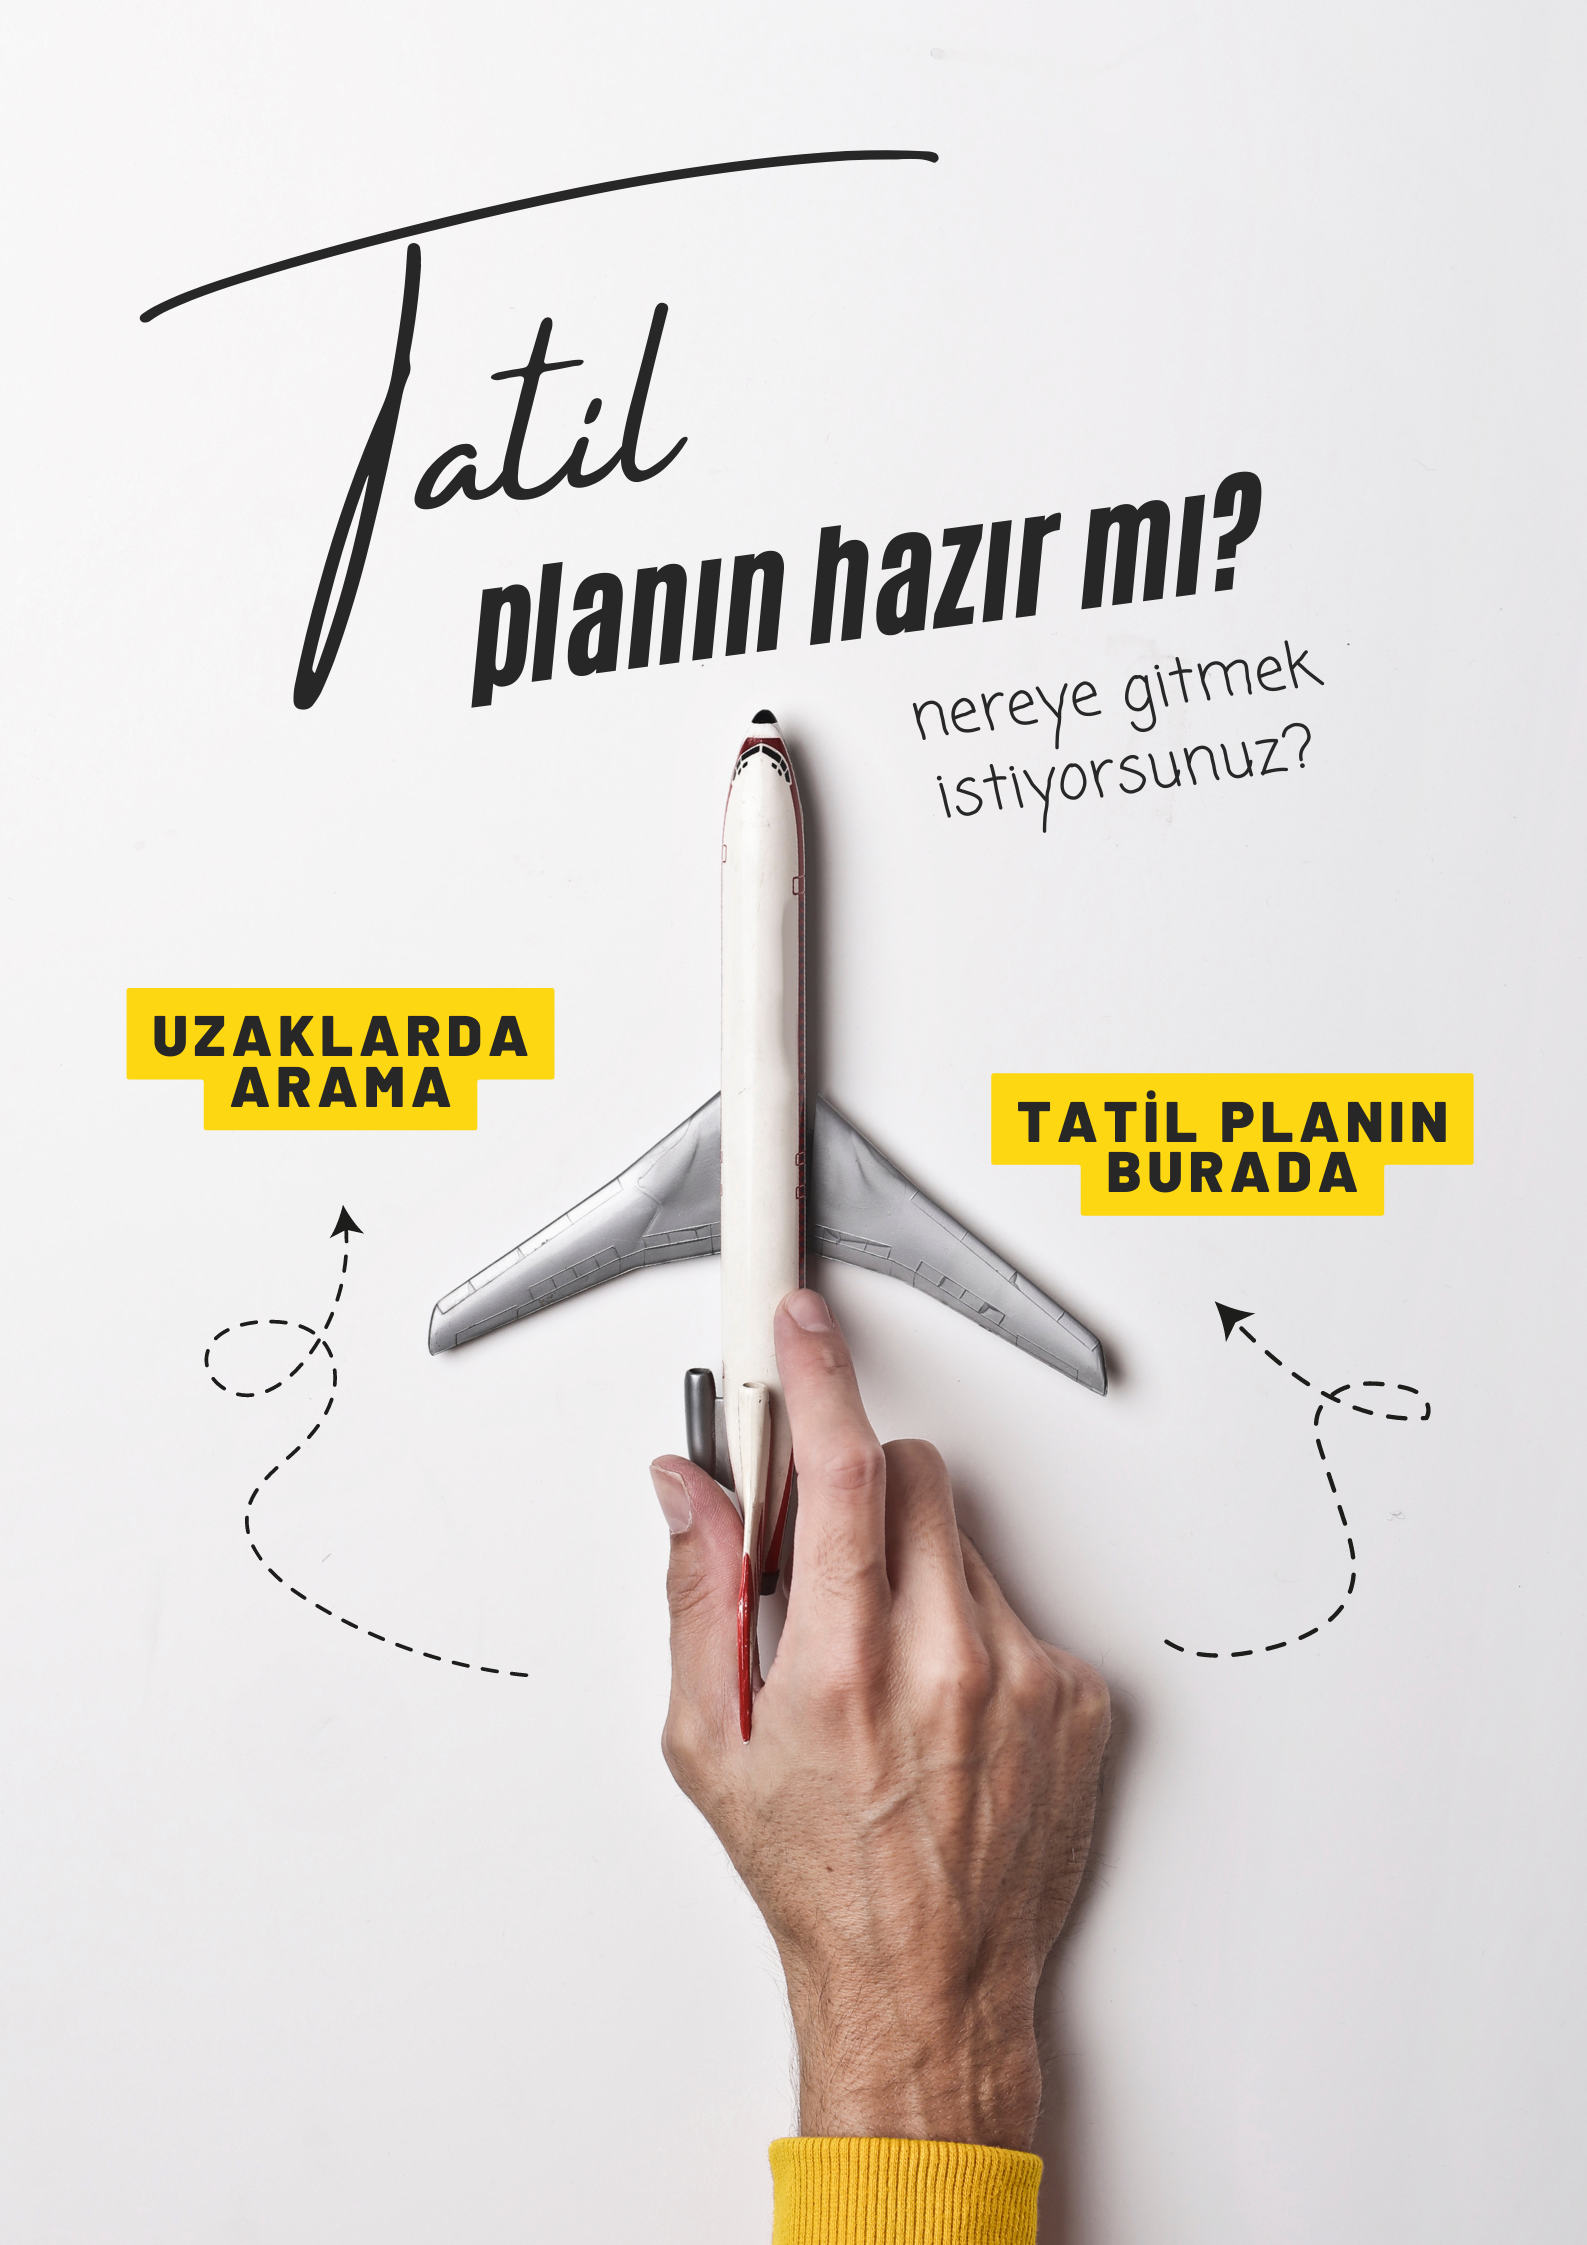 Tatil
planın hazır mı?
nereye gitmek
istiyorsunuz?
UZAKLARDA
ARAMA
TATİL PLANIN
BURADA